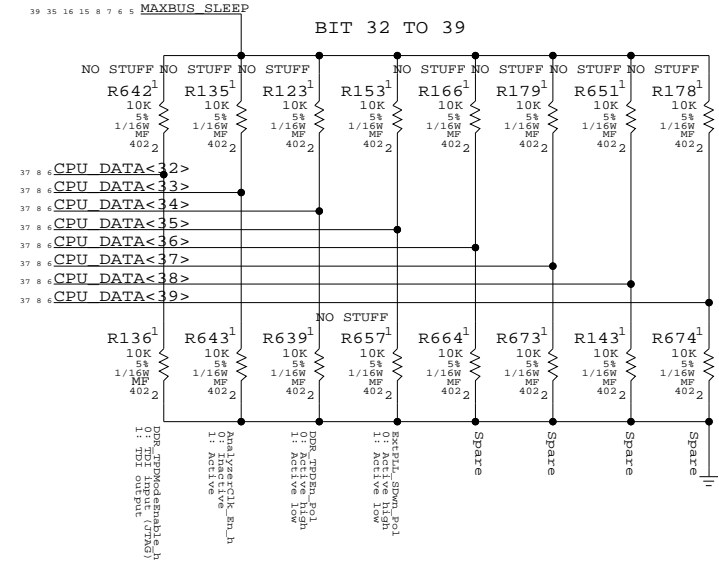 39 35 16 15 8 7 6 5 MAXBUS_SLEEP
BIT 32 TO 39
NO STUFF NO STUFF NO STUFF NO STUFF NO STUFF NO STUFF NO STUFF
R642 1 R135 1 R123 1 R153 1 R166 1 R179 1 R651 1 R178 1
10K 10K 10K 10K 10K 10K 10K 10K
5% 5% 5% 5% 5% 5% 5% 5%
1/16W 1/16W 1/16W 1/16W 1/16W 1/16W 1/16W 1/16W
MF MF MF MF MF MF MF MF
402 2 402 2 402 2 402 2 402 2 402 2 402 2 402 2
37 8 6 CPU_DATA<32>
37 8 6 CPU_DATA<33>
37 8 6 CPU_DATA<34>
37 8 6 CPU_DATA<35>
37 8 6 CPU_DATA<36>
37 8 6 CPU_DATA<37>
37 8 6 CPU_DATA<38>
37 8 6 CPU_DATA<39>
NO STUFF
R136 1 R643 1 R639 1 R657 1 R664 1 R673 1 R143 1 R674 1
10K 10K 10K 10K 10K 10K 10K 10K
5% 5% 5% 5% 5% 5% 5% 5%
1/16W 1/16W 1/16W 1/16W 1/16W 1/16W 1/16W 1/16W
MF MF MF MF MF MF MF MF
402 2 402 2 402 2 402 2 402 2 402 2 402 2 402 2
DDR_TPDModeEnable_h
0: TDI input (JTAG)
1: TDI output
AnalyzerClk_En_h
0: Inactive
1: Active
DDR_TPDEn_Pol
0: Active high
1: Active low
ExtPLL_SDwn_Pol
0: Active high
1: Active low
Spare
Spare
Spare
Spare